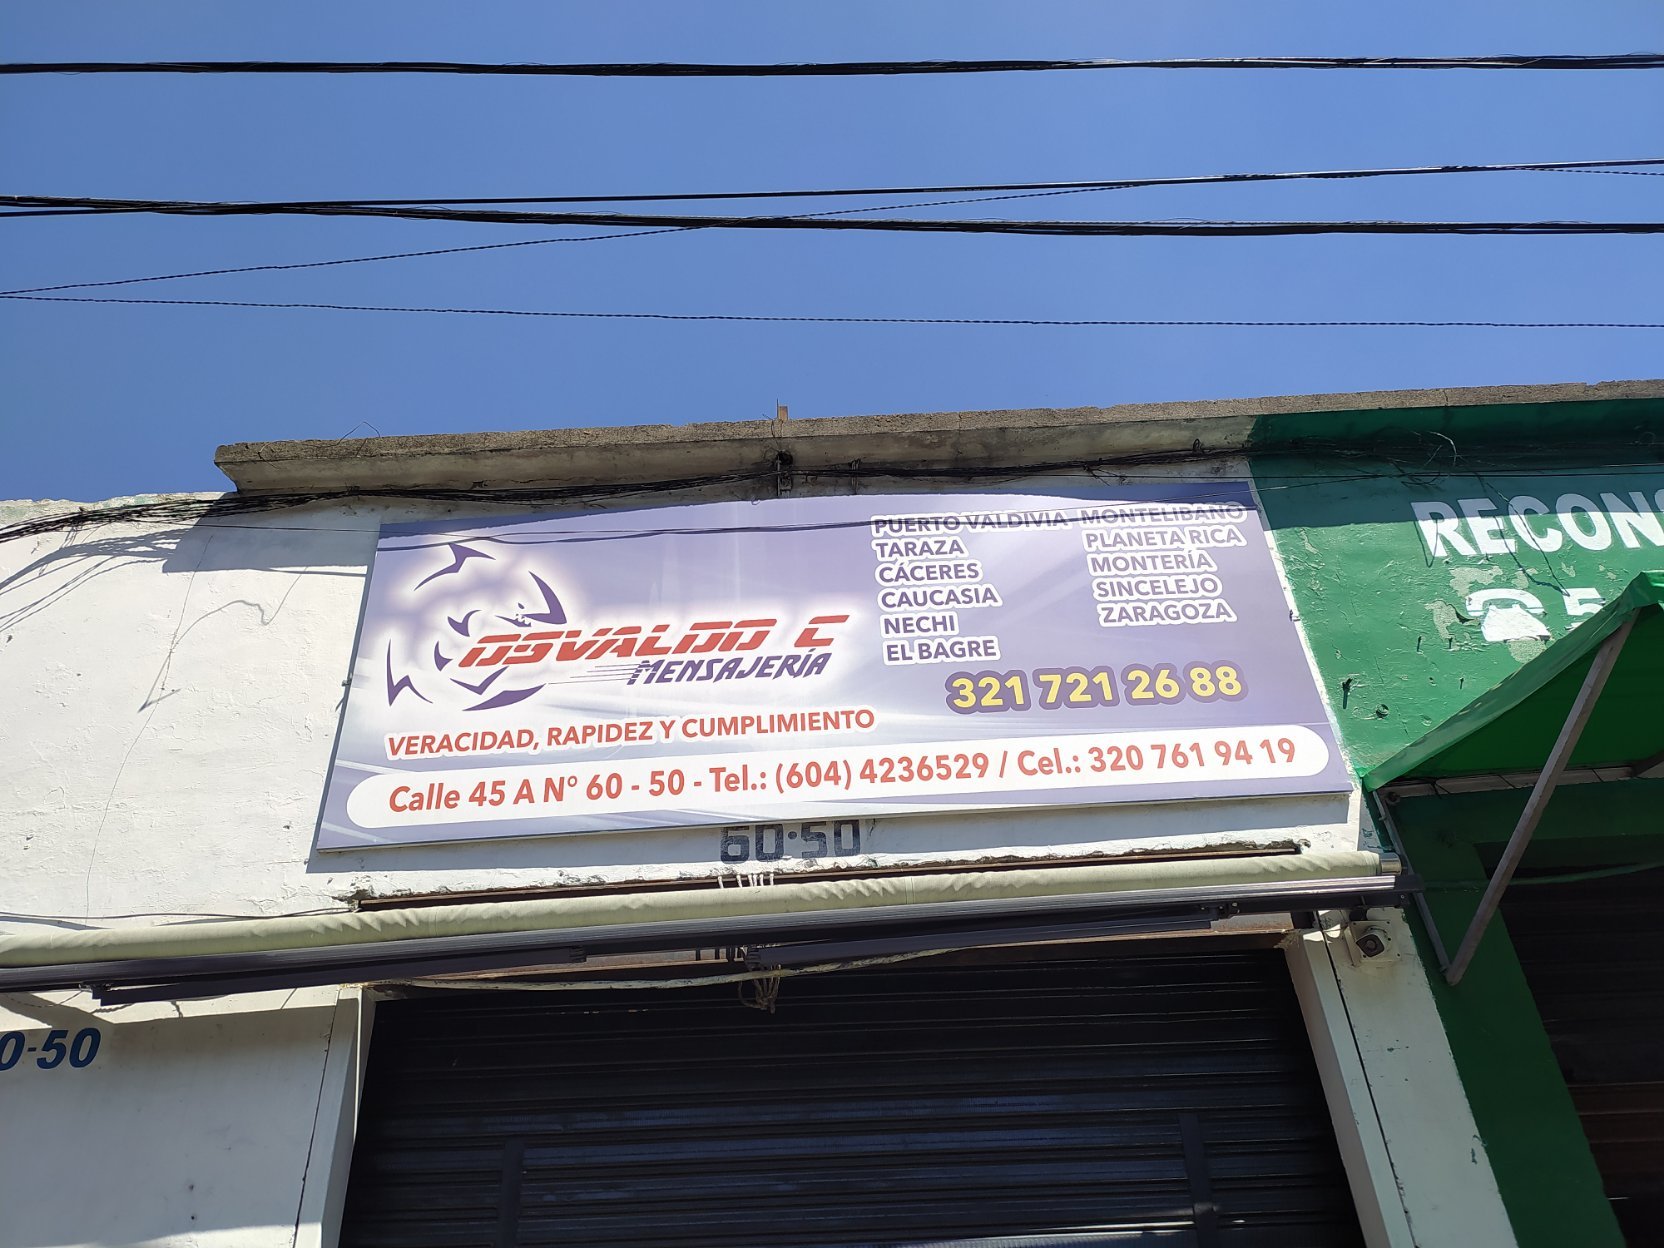 OSVALDO C
MENSAJERÍA
VERACIDAD, RAPIDEZ Y CUMPLIMIENTO
PUERTO VALDIVIA
TARAZA
CÁCERES
CAUCASIA
NECHI
EL BAGRE
MONTELIBANO
PLANETA RICA
MONTERÍA
SINCELEJO
ZARAGOZA
321 721 26 88
Calle 45 A N° 60 - 50 - Tel.: (604) 4236529 / Cel.: 320 761 94 19
60·50
0-50
RECONS
5